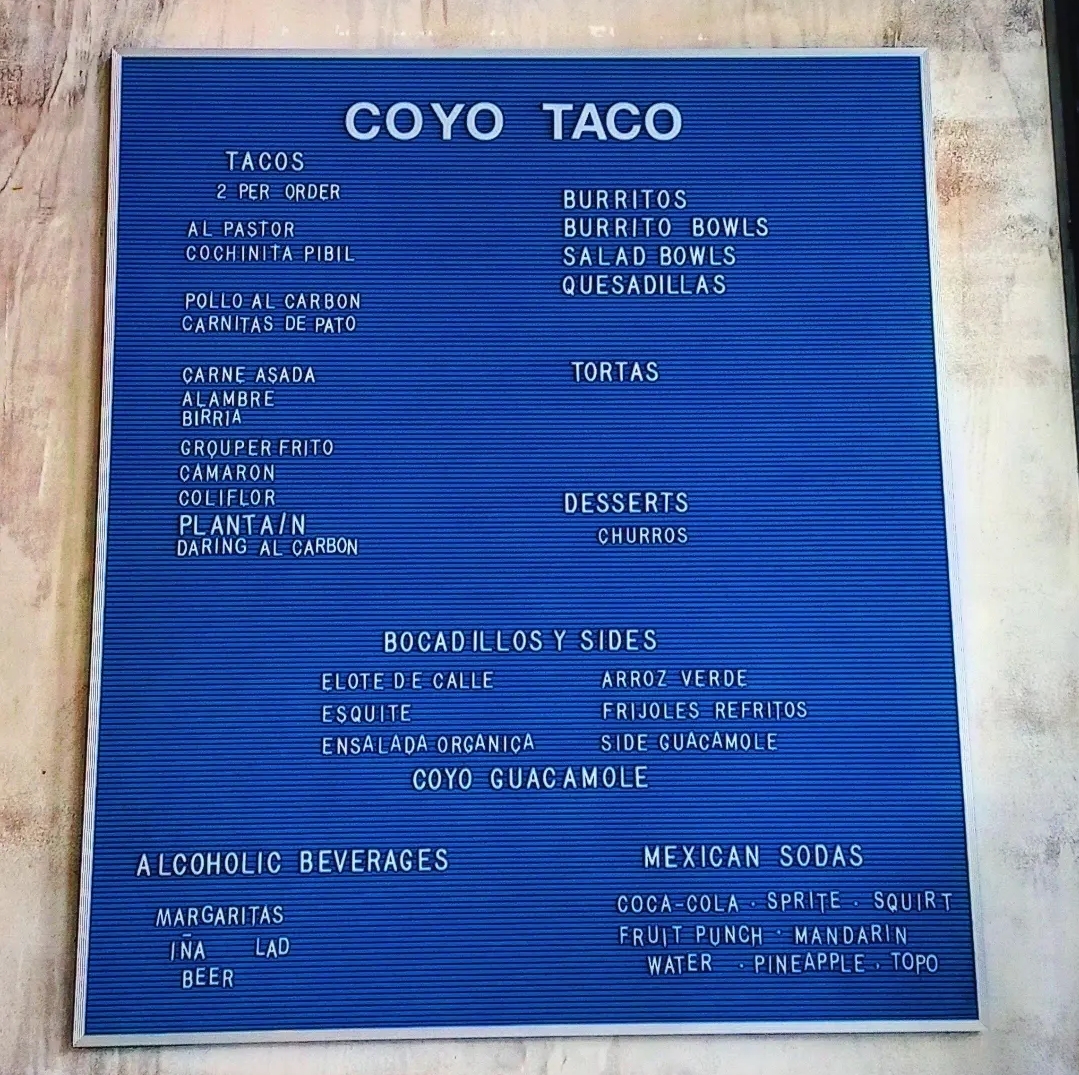 COYO TACO
TACOS
2 PER ORDER
AL PASTOR
COCHINITA PIBIL
POLLO AL CARBON
CARNITAS DE PATO
CARNE ASADA
ALAMBRE
BIRRIA
GROUPER FRITO
CAMARON
COLIFLOR
PLANTA/N
DARING AL CARBON
BURRITOS
BURRITO BOWLS
SALAD BOWLS
QUESADILLAS
TORTAS
DESSERTS
CHURROS
BOCADILLOS Y SIDES
ELOTE DE CALLE
ESQUITE
ENSALADA ORGANICA
ARROZ VERDE
FRIJOLES REFRITOS
SIDE GUACAMOLE
COYO GUACAMOLE
ALCOHOLIC BEVERAGES
MARGARITAS
IÑA LAD
BEER
MEXICAN SODAS
COCA-COLA · SPRITE · SQUIRT
FRUIT PUNCH · MANDARIN
WATER · PINEAPPLE · TOPO